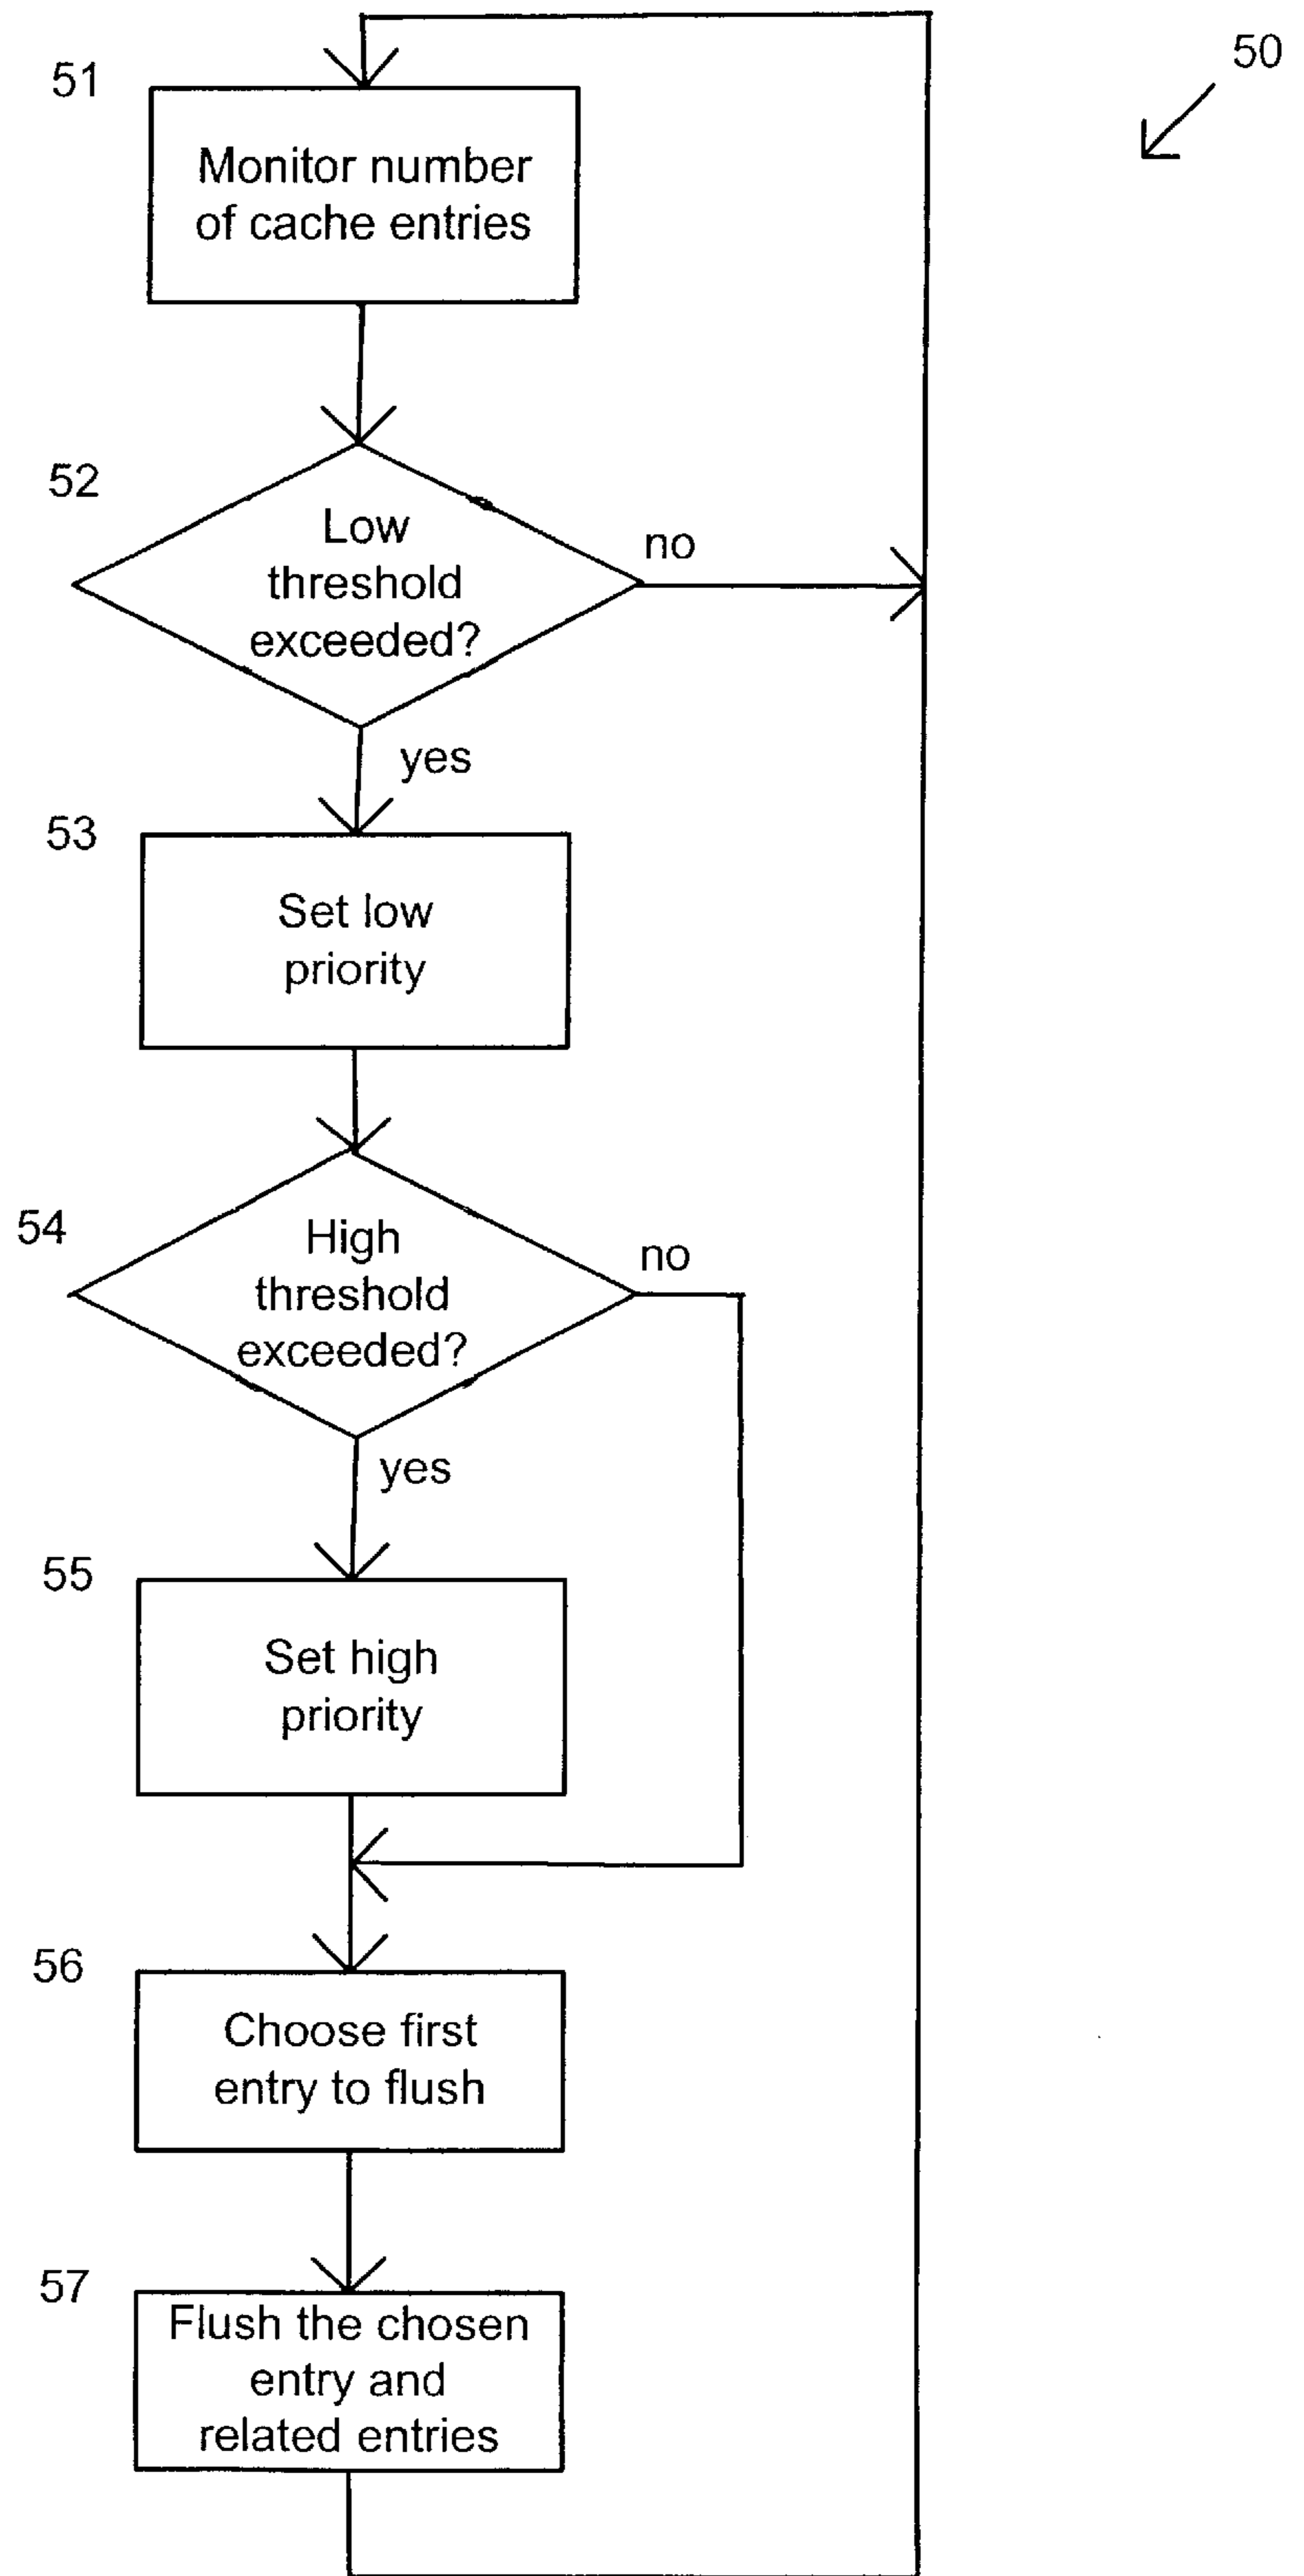 50
51
Monitor number
of cache entries
52
Low
threshold
exceeded?
no
yes
53
Set low
priority
54
High
threshold
exceeded?
no
yes
55
Set high
priority
56
Choose first
entry to flush
57
Flush the chosen
entry and
related entries